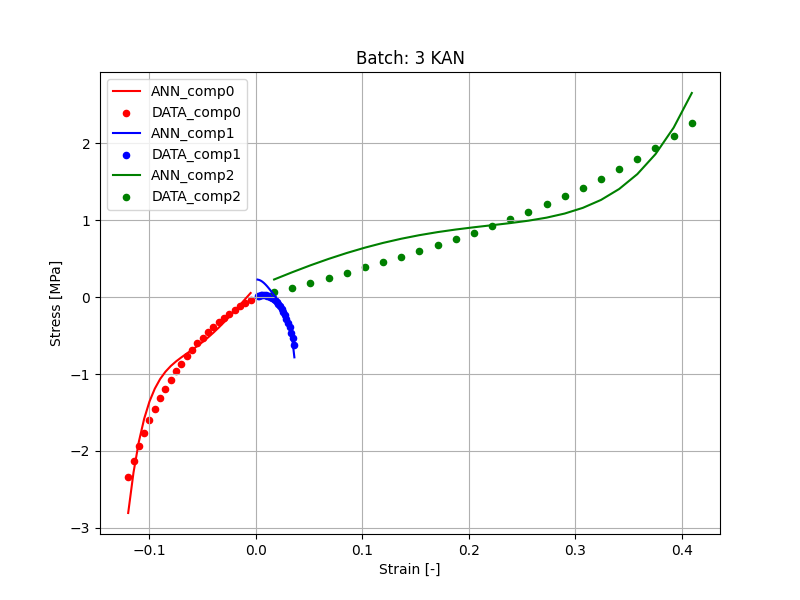 Batch: 3 KAN
ANN_comp0
DATA_comp0
ANN_comp1
DATA_comp1
ANN_comp2
DATA_comp2
Stress [MPa]
2
1
0
−1
−2
−3
−0.1
0.0
0.1
0.2
0.3
0.4
Strain [-]